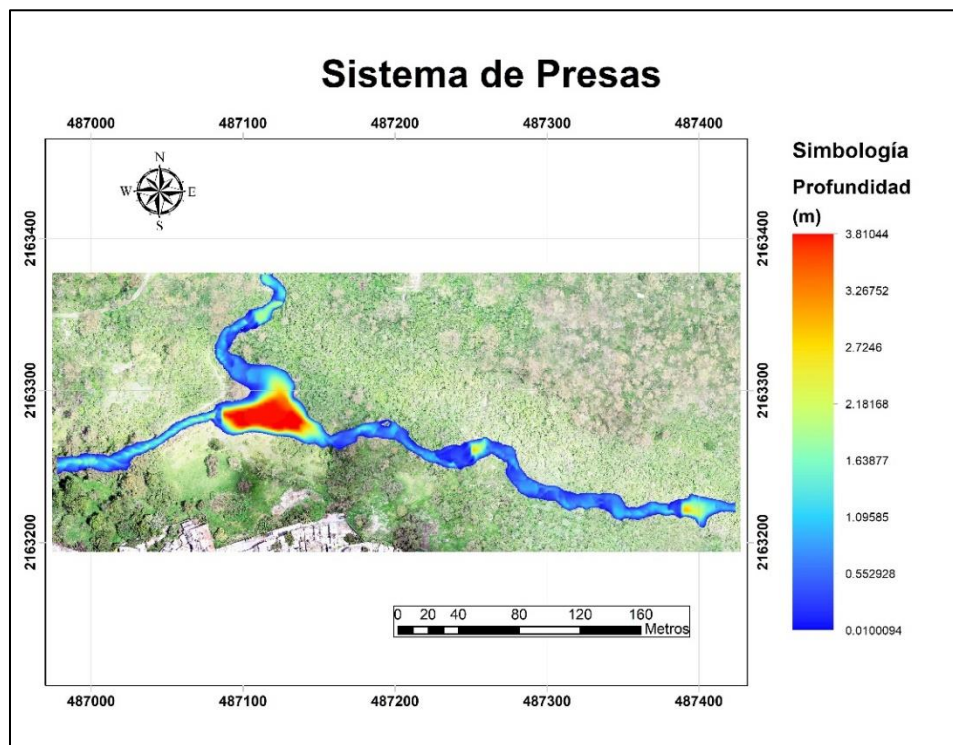 Sistema de Presas
487000 487100 487200 487300 487400
N
W E
S
2163400 2163400
2163300 2163300
2163200 2163200
0 20 40 80 120 160
Metros
487000 487100 487200 487300 487400
Simbología
Profundidad
(m)
3.81044
3.26752
2.7246
2.18168
1.63877
1.09585
0.552928
0.0100094